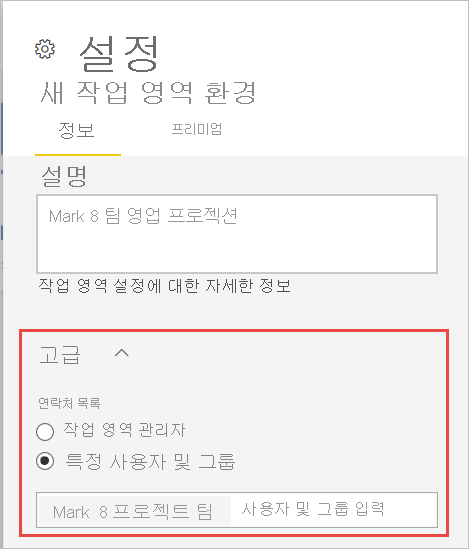 설정
새 작업 영역 환경
정보 프리미엄
설명
Mark 8 팀 영업 프로젝션
작업 영역 설정에 대한 자세한 정보
고급
연락처 목록
작업 영역 관리자
특정 사용자 및 그룹
Mark 8 프로젝트 팀 사용자 및 그룹 입력